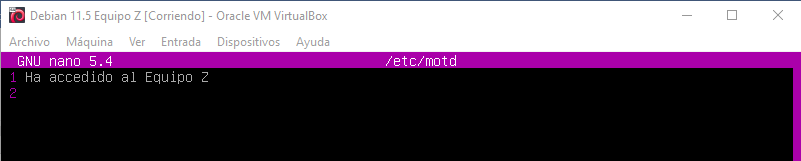 Debian 11.5 Equipo Z [Corriendo] - Oracle VM VirtualBox
Archivo Máquina Ver Entrada Dispositivos Ayuda
GNU nano 5.4 /etc/motd
1 Ha accedido al Equipo Z
2